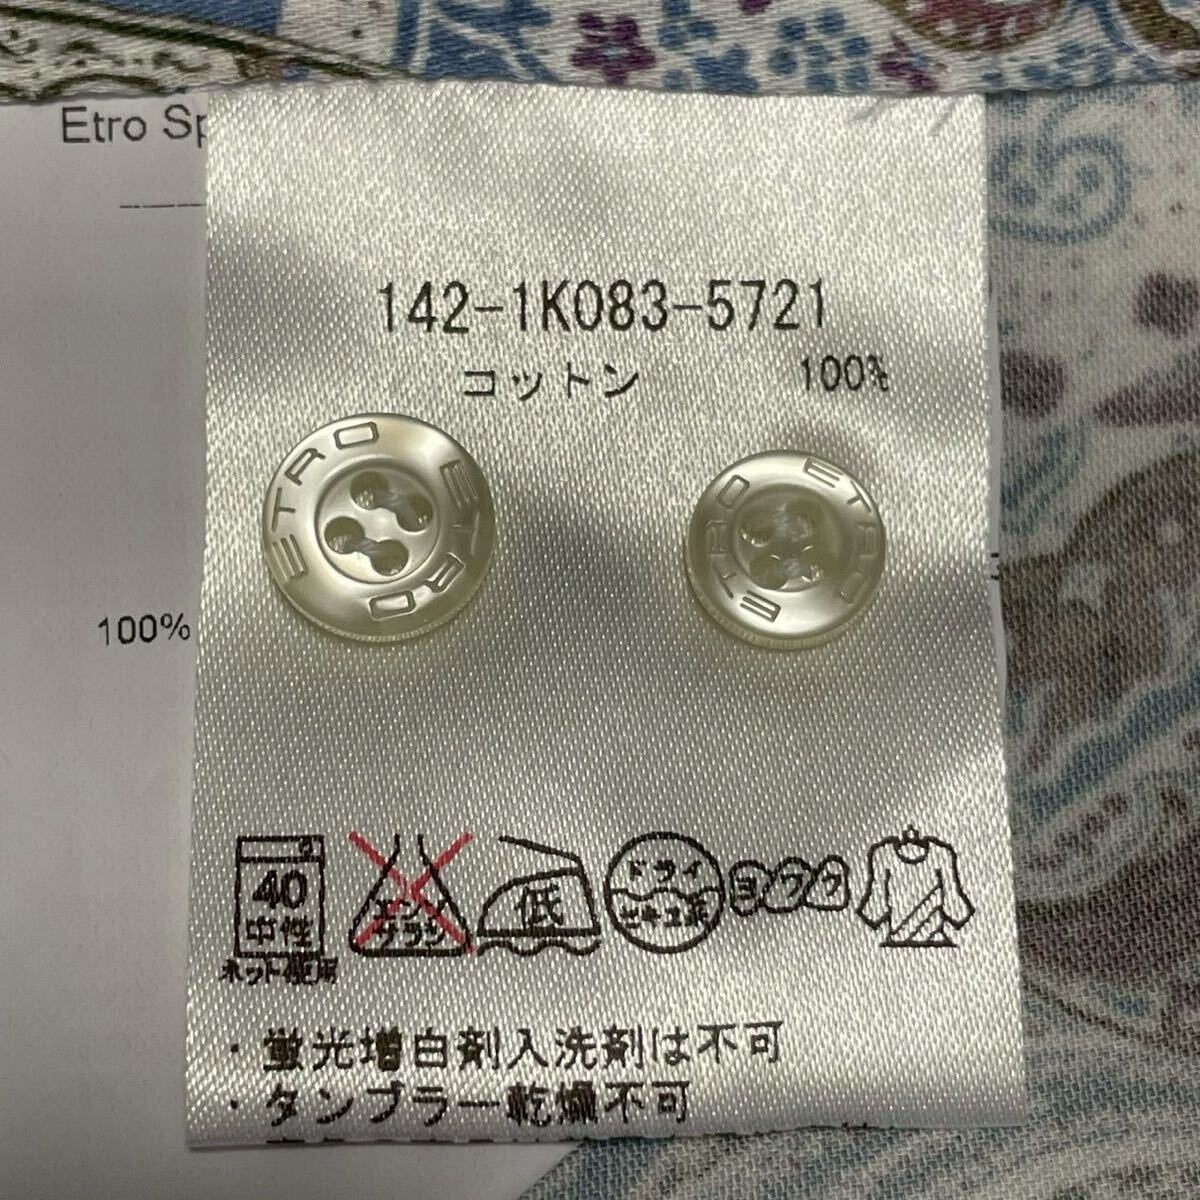 Etro Sp
142-1K083-5721
コットン 100%
ETRO ETRO
ETRO ETRO
100%
40
中性
ネット使用
エンソ
サラシ
低
ドライ
セキユ系
ヨワク
・蛍光増白剤入洗剤は不可
・タンブラー乾燥不可